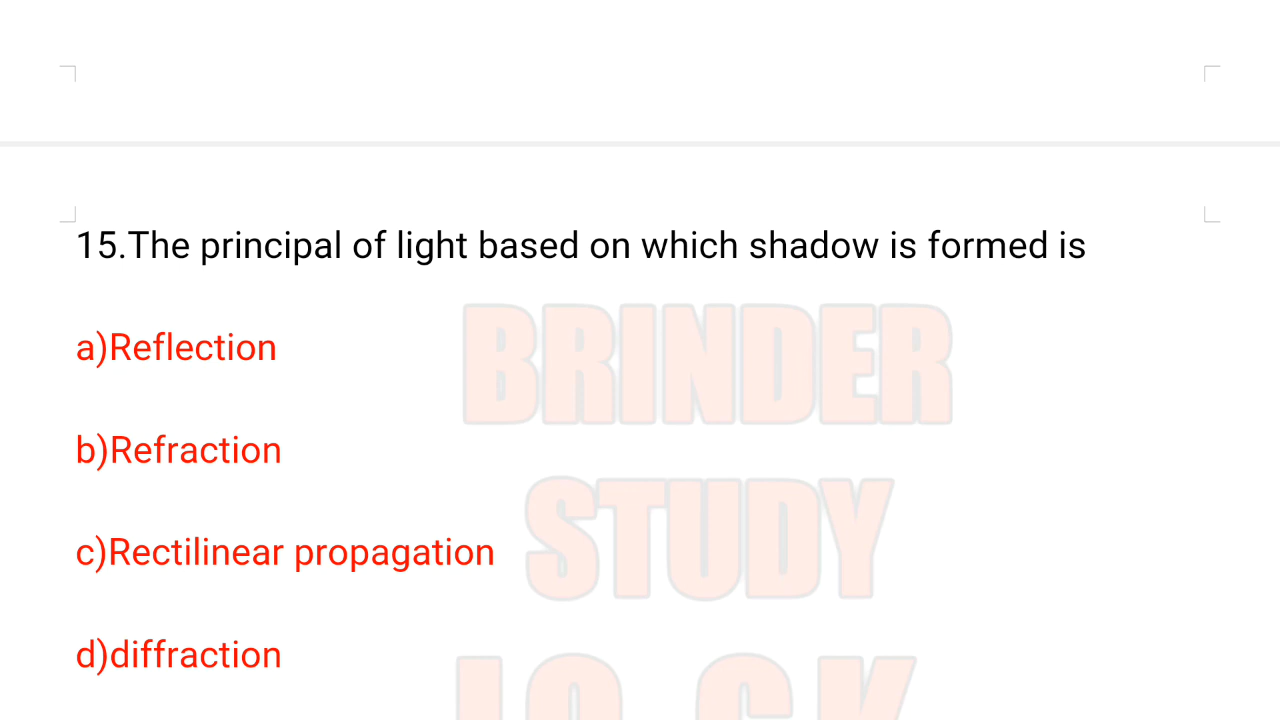 15.The principal of light based on which shadow is formed is
BRINDER
a)Reflection
b)Refraction
STUDY
c)Rectilinear propagation
d)diffraction